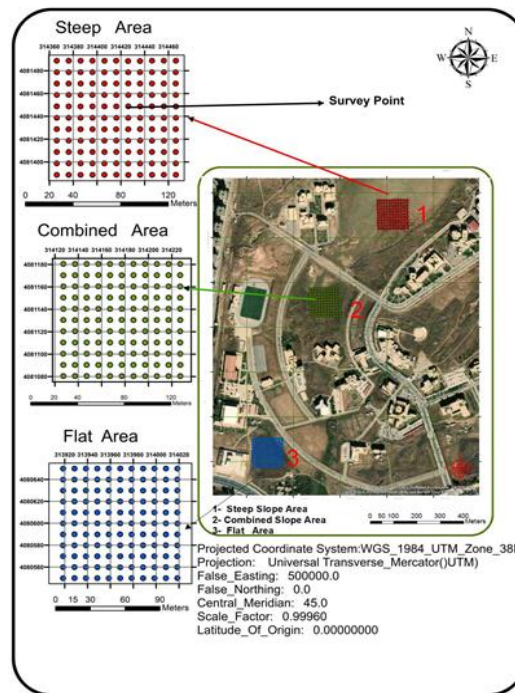 Steep Area
314360 314380 314400 314420 314440 314460
4081480
4081460
4081440
4081420
4081400
0 20 40 80 120
Meters
Survey Point
N
W E
S
Combined Area
314120 314140 314160 314180 314200 314220
4081180
4081160
4081140
4081120
4081100
4081080
0 20 40 80 120
Meters
Flat Area
313920 313940 313960 313980 314000 314020
4080640
4080620
4080600
4080580
4080560
0 15 30 60 90
Meters
1
2
3
1- Steep Slope Area
2- Combined Slope Area
3- Flat Area
0 50 100 200 300 400
Meters
Projected Coordinate System:WGS_1984_UTM_Zone_38
Projection: Universal Transverse_Mercator()UTM)
False_Easting: 500000.0
False_Northing: 0.0
Central_Meridian: 45.0
Scale_Factor: 0.99960
Latitude_Of_Origin: 0.00000000